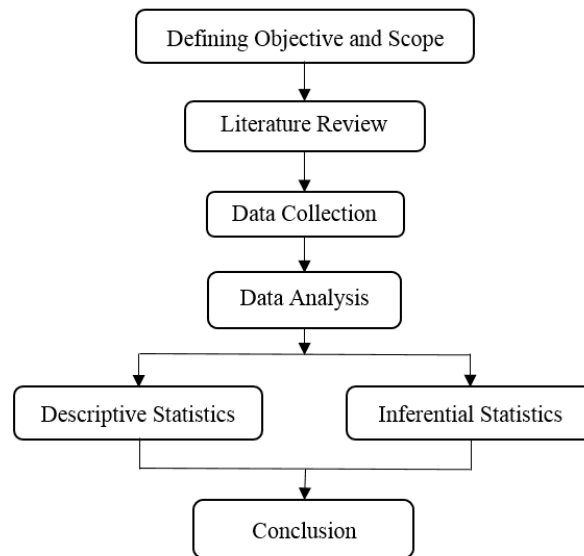 Defining Objective and Scope
Literature Review
Data Collection
Data Analysis
Descriptive Statistics
Inferential Statistics
Conclusion